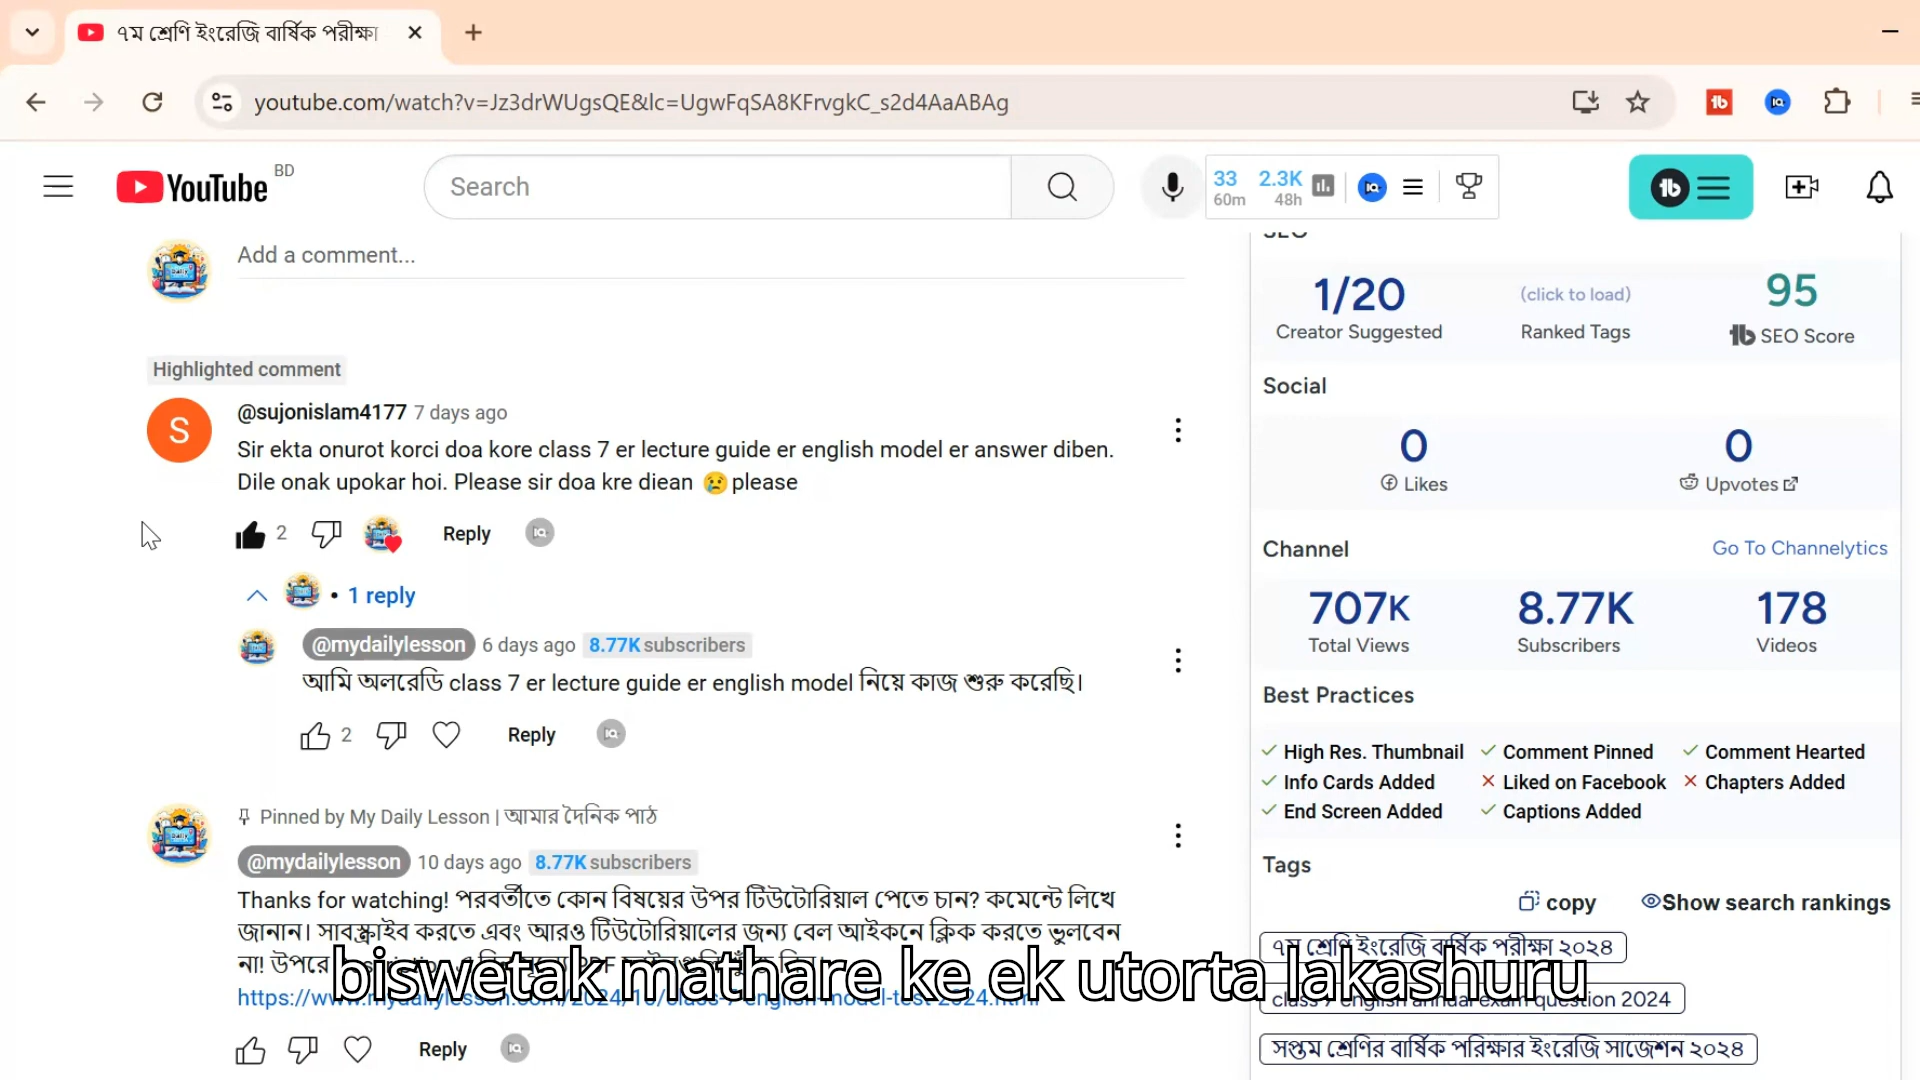 ৭ম শ্রেণি ইংরেজি বার্ষিক পরীক্ষা
youtube.com/watch?v=Jz3drWUgsQE&lc=UgwFqSA8KFrvgkC_s2d4AaABAg
YouTube BD
Search
33 2.3K
60m 48h
Add a comment...
Highlighted comment
@sujonislam4177 7 days ago
S
Sir ekta onurot korci doa kore class 7 er lecture guide er english model er answer diben.
Dile onak upokar hoi. Please sir doa kre diean 😢 please
2 Reply
1 reply
@mydailylesson 6 days ago 8.77K subscribers
আমি অলরেডি class 7 er lecture guide er english model নিয়ে কাজ শুরু করেছি।
2 Reply
Pinned by My Daily Lesson | আমার দৈনিক পাঠ
@mydailylesson 10 days ago 8.77K subscribers
Thanks for watching! পরবর্তীতে কোন বিষয়ের উপর টিউটোরিয়াল পেতে চান? কমেন্টে লিখে
জানান। সাবস্ক্রাইব করতে এবং আরও টিউটোরিয়ালের জন্য বেল আইকনে ক্লিক করতে ভুলবেন
না! উপরে
biswetak mathare ke ek utorta lakashuru
Reply
SEO
1/20 (click to load) 95
Creator Suggested Ranked Tags SEO Score
Social
0 0
Likes Upvotes
Channel Go To Channelytics
707K 8.77K 178
Total Views Subscribers Videos
Best Practices
High Res. Thumbnail Comment Pinned Comment Hearted
Info Cards Added Liked on Facebook Chapters Added
End Screen Added Captions Added
Tags
copy Show search rankings
৭ম শ্রেণি ইংরেজি বার্ষিক পরীক্ষা ২০২৪
class 7 english annual exam question 2024
সপ্তম শ্রেণির বার্ষিক পরিক্ষার ইংরেজি সাজেশন ২০২৪